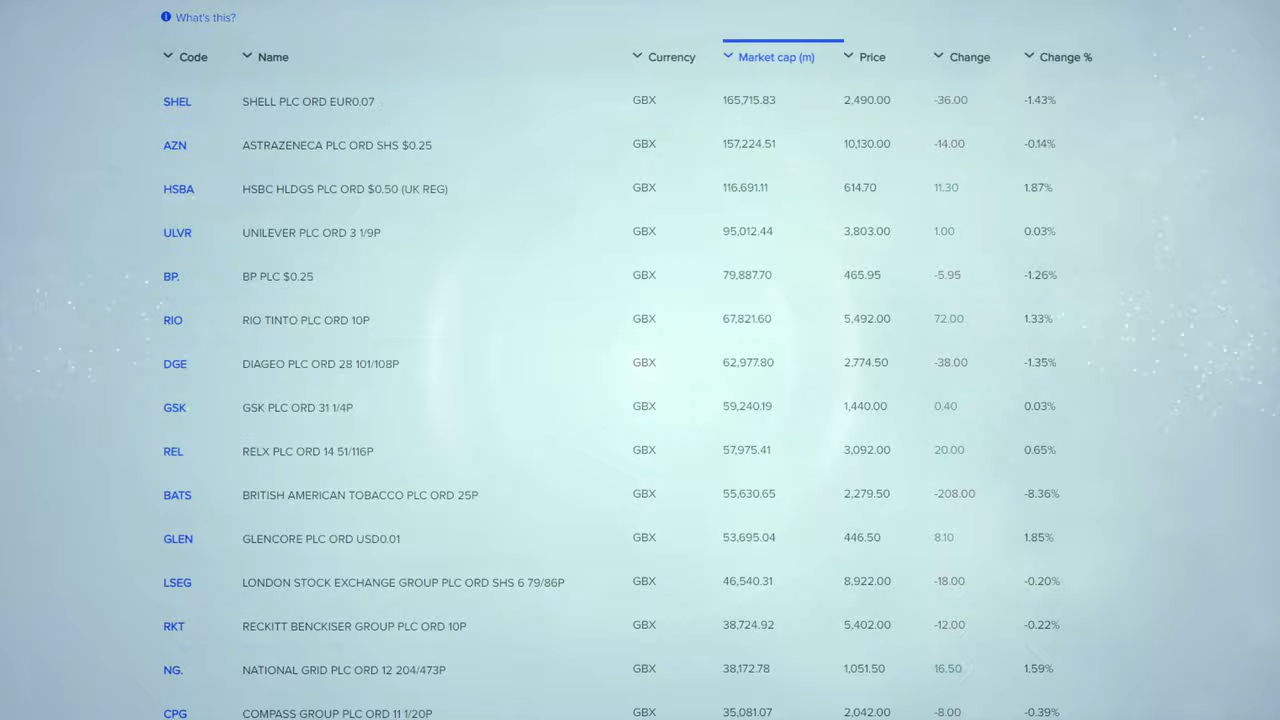 What's this?
Code Name Currency Market cap (m) Price Change Change %
SHEL SHELL PLC ORD EUR0.07 GBX 165,715.83 2,490.00 -36.00 -1.43%
AZN ASTRAZENECA PLC ORD SHS $0.25 GBX 157,224.51 10,130.00 -14.00 -0.14%
HSBA HSBC HLDGS PLC ORD $0.50 (UK REG) GBX 116,691.11 614.70 11.30 1.87%
ULVR UNILEVER PLC ORD 3 1/9P GBX 95,012.44 3,803.00 1.00 0.03%
BP. BP PLC $0.25 GBX 79,887.70 465.95 -5.95 -1.26%
RIO RIO TINTO PLC ORD 10P GBX 67,821.60 5,492.00 72.00 1.33%
DGE DIAGEO PLC ORD 28 101/108P GBX 62,977.80 2,774.50 -38.00 -1.35%
GSK GSK PLC ORD 31 1/4P GBX 59,240.19 1,440.00 0.40 0.03%
REL RELX PLC ORD 14 51/116P GBX 57,975.41 3,092.00 20.00 0.65%
BATS BRITISH AMERICAN TOBACCO PLC ORD 25P GBX 55,630.65 2,279.50 -208.00 -8.36%
GLEN GLENCORE PLC ORD USD0.01 GBX 53,695.04 446.50 8.10 1.85%
LSEG LONDON STOCK EXCHANGE GROUP PLC ORD SHS 6 79/86P GBX 46,540.31 8,922.00 -18.00 -0.20%
RKT RECKITT BENCKISER GROUP PLC ORD 10P GBX 38,724.92 5,402.00 -12.00 -0.22%
NG. NATIONAL GRID PLC ORD 12 204/473P GBX 38,172.78 1,051.50 16.50 1.59%
CPG COMPASS GROUP PLC ORD 11 1/20P GBX 35,081.07 2,042.00 -8.00 -0.39%